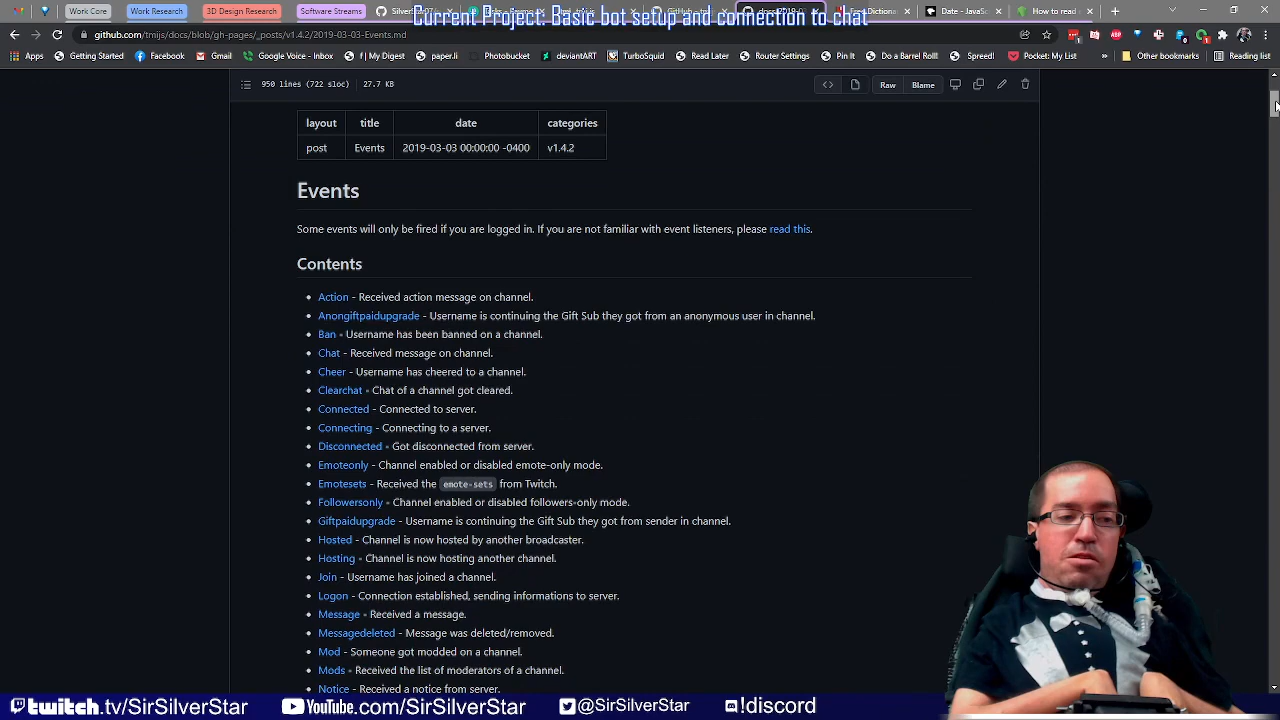 Current Project: Basic bot setup and connection to chat
Work Core Work Research 3D Design Research Software Streams
github.com/tmijs/docs/blob/gh-pages/_posts/v1.4.2/2019-03-03-Events.md
Apps Getting Started Facebook Gmail Google Voice Inbox f | My Digest paper.li Photobucket deviantART TurboSquid Read Later Router Settings Pin It Do a Barrel Roll! Spreed Pocket: My List Other bookmarks Reading list
950 lines (722 sloc) 27.7 KB Raw Blame
layout title date categories
post Events 2019-03-03 00:00:00 -0400 v1.4.2
Events
Some events will only be fired if you are logged in. If you are not familiar with event listeners, please read this.
Contents
Action - Received action message on channel.
Anongiftpaidupgrade - Username is continuing the Gift Sub they got from an anonymous user in channel.
Ban - Username has been banned on a channel.
Chat - Received message on channel.
Cheer - Username has cheered to a channel.
Clearchat - Chat of a channel got cleared.
Connected - Connected to server.
Connecting - Connecting to a server.
Disconnected - Got disconnected from server.
Emoteonly - Channel enabled or disabled emote-only mode.
Emotesets - Received the emote-sets from Twitch.
Followersonly - Channel enabled or disabled followers-only mode.
Giftpaidupgrade - Username is continuing the Gift Sub they got from sender in channel.
Hosted - Channel is now hosted by another broadcaster.
Hosting - Channel is now hosting another channel.
Join - Username has joined a channel.
Logon - Connection established, sending informations to server.
Message - Received a message.
Messagedeleted - Message was deleted/removed.
Mod - Someone got modded on a channel.
Mods - Received the list of moderators of a channel.
Notice - Received a notice from server.
twitch.tv/SirSilverStar YouTube.com/SirSilverStar @SirSilverStar !discord